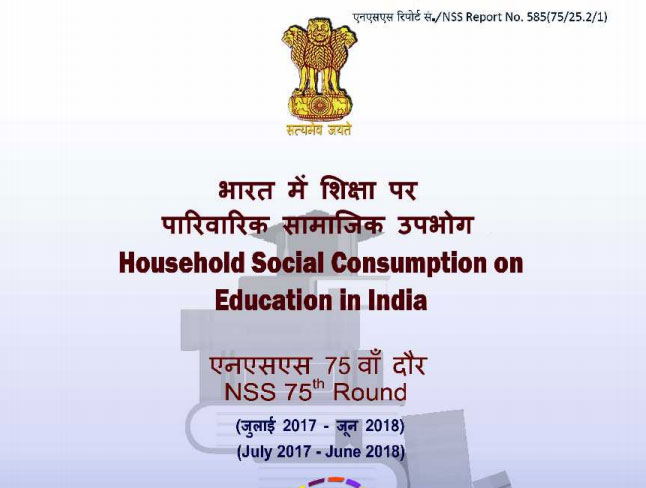 एनएसएस रिपोर्ट सं./NSS Report No. 585(75/25.2/1)
सत्यमेव जयते
भारत में शिक्षा पर
पारिवारिक सामाजिक उपभोग
Household Social Consumption on
Education in India
एनएसएस 75 वाँ दौर
NSS 75th Round
(जुलाई 2017 - जून 2018)
(July 2017 - June 2018)